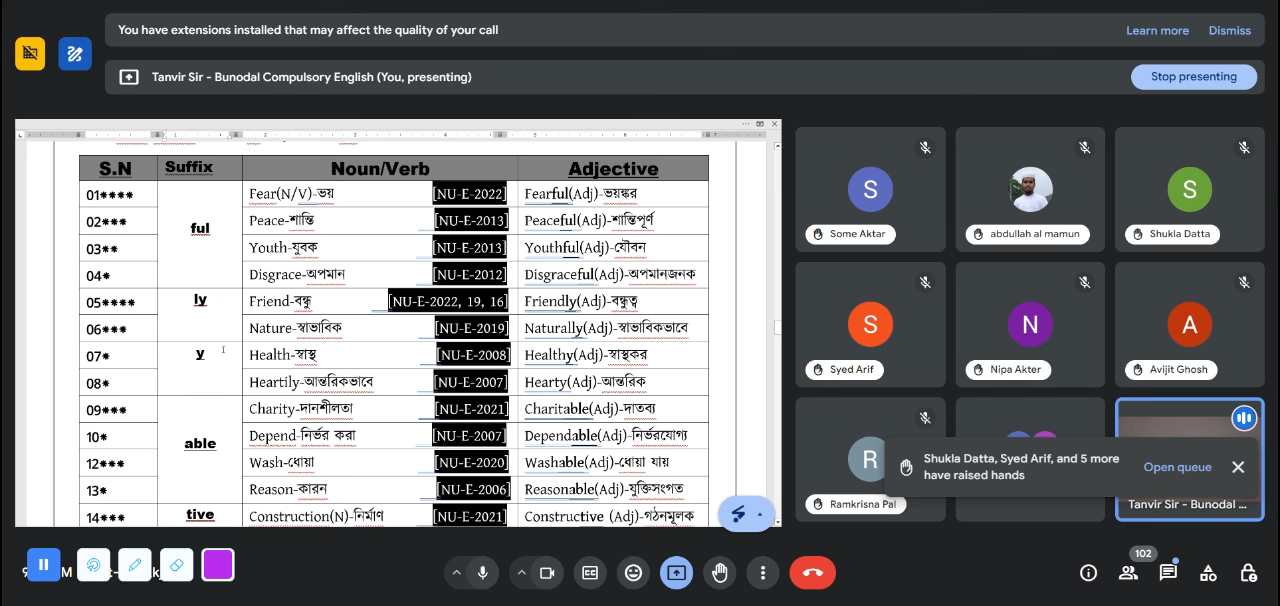 You have extensions installed that may affect the quality of your call
Learn more Dismiss
Tanvir Sir - Bunodal Compulsory English (You, presenting)
Stop presenting
S.N Suffix Noun/Verb Adjective
01**** Fear(N/V)-ভয় [NU-E-2022] Fearful(Adj)-ভয়ঙ্কর
02*** Peace-শান্তি [NU-E-2013] Peaceful(Adj)-শান্তিপূর্ণ
ful
03** Youth-যুবক [NU-E-2013] Youthful(Adj)-যৌবন
04* Disgrace-অপমান [NU-E-2012] Disgraceful(Adj)-অপমানজনক
05**** ly Friend-বন্ধু [NU-E-2022, 19, 16] Friendly(Adj)-বন্ধুত্ব
06*** Nature-স্বাভাবিক [NU-E-2019] Naturally(Adj)-স্বাভাবিকভাবে
07* y Health-স্বাস্থ [NU-E-2008] Healthy(Adj)-স্বাস্থকর
08* Heartily-আন্তরিকভাবে [NU-E-2007] Hearty(Adj)-আন্তরিক
09*** Charity-দানশীলতা [NU-E-2021] Charitable(Adj)-দাতব্য
10* able Depend-নির্ভর করা [NU-E-2007] Dependable(Adj)-নির্ভরযোগ্য
12*** Wash-ধোয়া [NU-E-2020] Washable(Adj)-ধোয়া যায়
13* Reason-কারন [NU-E-2006] Reasonable(Adj)-যুক্তিসংগত
14*** tive Construction(N)-নির্মাণ [NU-E-2021] Constructive (Adj)-গঠনমূলক
S
Some Aktar
abdullah al mamun
S
Shukla Datta
S
Syed Arif
N
Nipa Akter
A
Avijit Ghosh
R
Ramkrisna Pal
Shukla Datta, Syed Arif, and 5 more
have raised hands
Open queue
Tanvir Sir - Bunodal ...
102